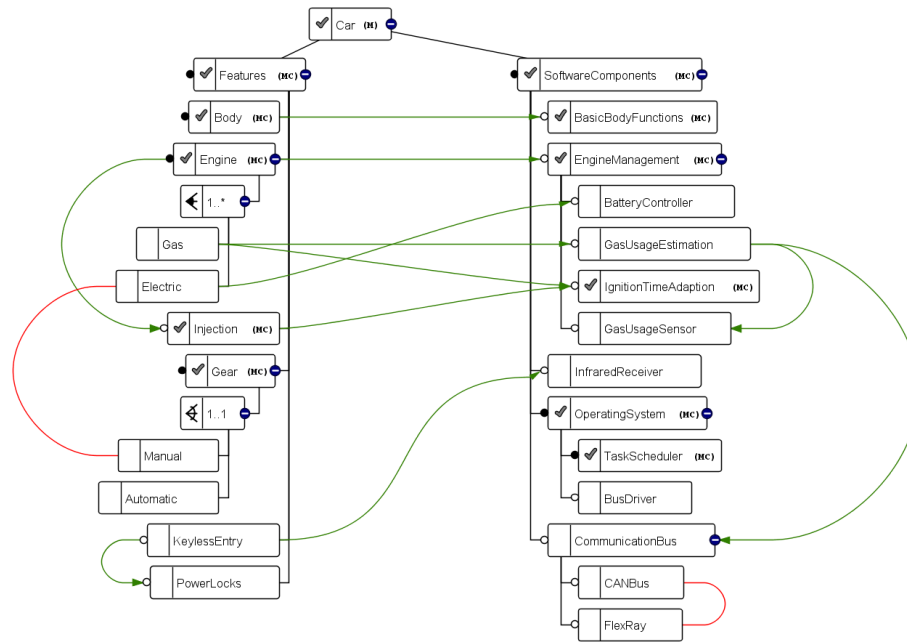 Car (M)
Features (MC)
SoftwareComponents (MC)
Body (MC)
BasicBodyFunctions (MC)
Engine (MC)
EngineManagement (MC)
1..*
BatteryController
Gas
GasUsageEstimation
Electric
IgnitionTimeAdaption (MC)
Injection (MC)
GasUsageSensor
Gear (MC)
InfraredReceiver
1..1
OperatingSystem (MC)
Manual
TaskScheduler (MC)
Automatic
BusDriver
KeylessEntry
CommunicationBus
PowerLocks
CANBus
FlexRay